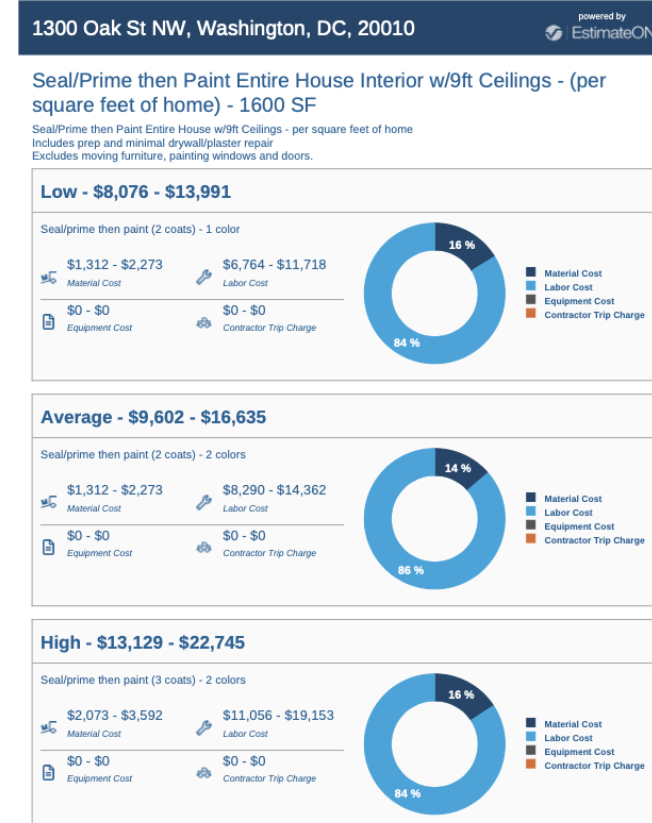 1300 Oak St NW, Washington, DC, 20010
powered by
EstimateON
Seal/Prime then Paint Entire House Interior w/9ft Ceilings - (per
square feet of home) - 1600 SF
Seal/Prime then Paint Entire House w/9ft Ceilings - per square feet of home
Includes prep and minimal drywall/plaster repair
Excludes moving furniture, painting windows and doors.
Low - $8,076 - $13,991
Seal/prime then paint (2 coats) - 1 color
$1,312 - $2,273
Material Cost
$6,764 - $11,718
Labor Cost
$0 - $0
Equipment Cost
$0 - $0
Contractor Trip Charge
16 %
84 %
Material Cost
Labor Cost
Equipment Cost
Contractor Trip Charge
Average - $9,602 - $16,635
Seal/prime then paint (2 coats) - 2 colors
$1,312 - $2,273
Material Cost
$8,290 - $14,362
Labor Cost
$0 - $0
Equipment Cost
$0 - $0
Contractor Trip Charge
14 %
86 %
Material Cost
Labor Cost
Equipment Cost
Contractor Trip Charge
High - $13,129 - $22,745
Seal/prime then paint (3 coats) - 2 colors
$2,073 - $3,592
Material Cost
$11,056 - $19,153
Labor Cost
$0 - $0
Equipment Cost
$0 - $0
Contractor Trip Charge
16 %
84 %
Material Cost
Labor Cost
Equipment Cost
Contractor Trip Charge